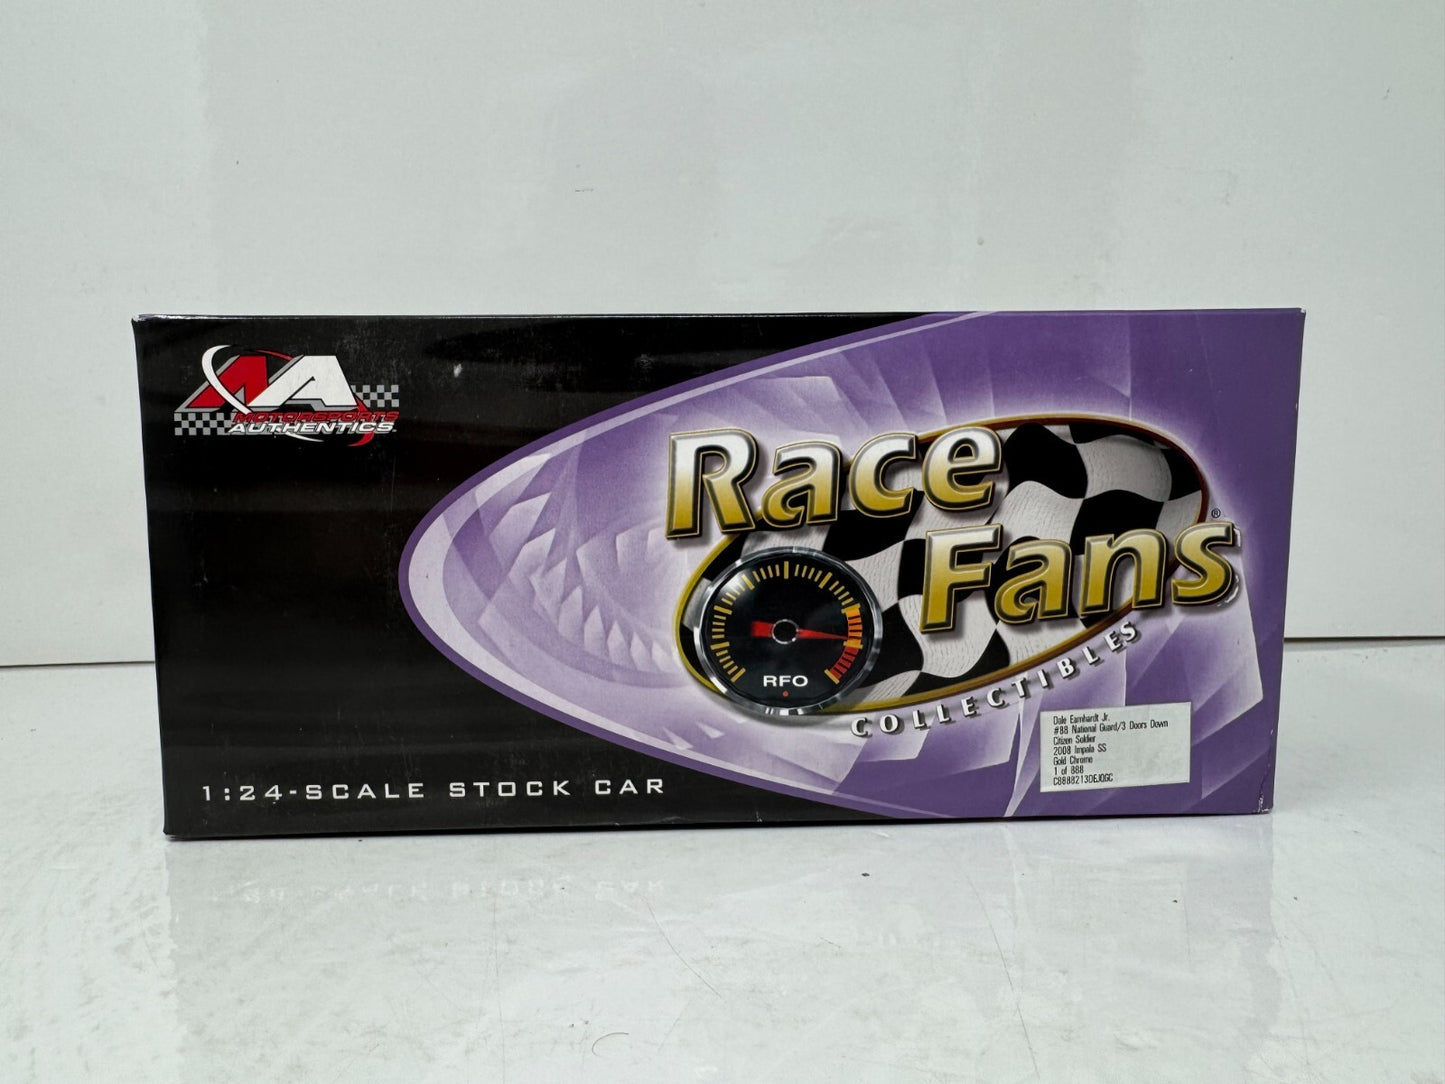 MOTORSPORTS
AUTHENTICS
Race
Fans®
COLLECTIBLES
RFO
1:24-SCALE STOCK CAR
Dale Earnhardt Jr.
#88 National Guard/3 Doors Down
Citizen Soldier
2008 Impala SS
Gold Chrome
1 of 888
C8888213DEJOGC